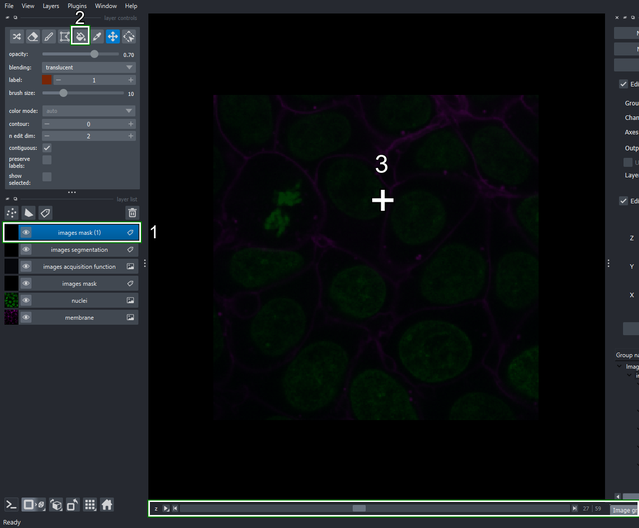 File View Layers Plugins Window Help
2
layer controls
opacity: 0.70
blending: translucent
label: 1
brush size: 10
color mode: auto
contour: 0
n edit dim: 2
contiguous:
preserve
labels:
show
selected:
layer list
images mask (1)
1
images segmentation
images acquisition function
images mask
nuclei
membrane
3
Edi
Grou
Chan
Axes
Outp
Laye
Edi
Z
Y
X
Group na
Imag
z 27 59
Image gr
Ready